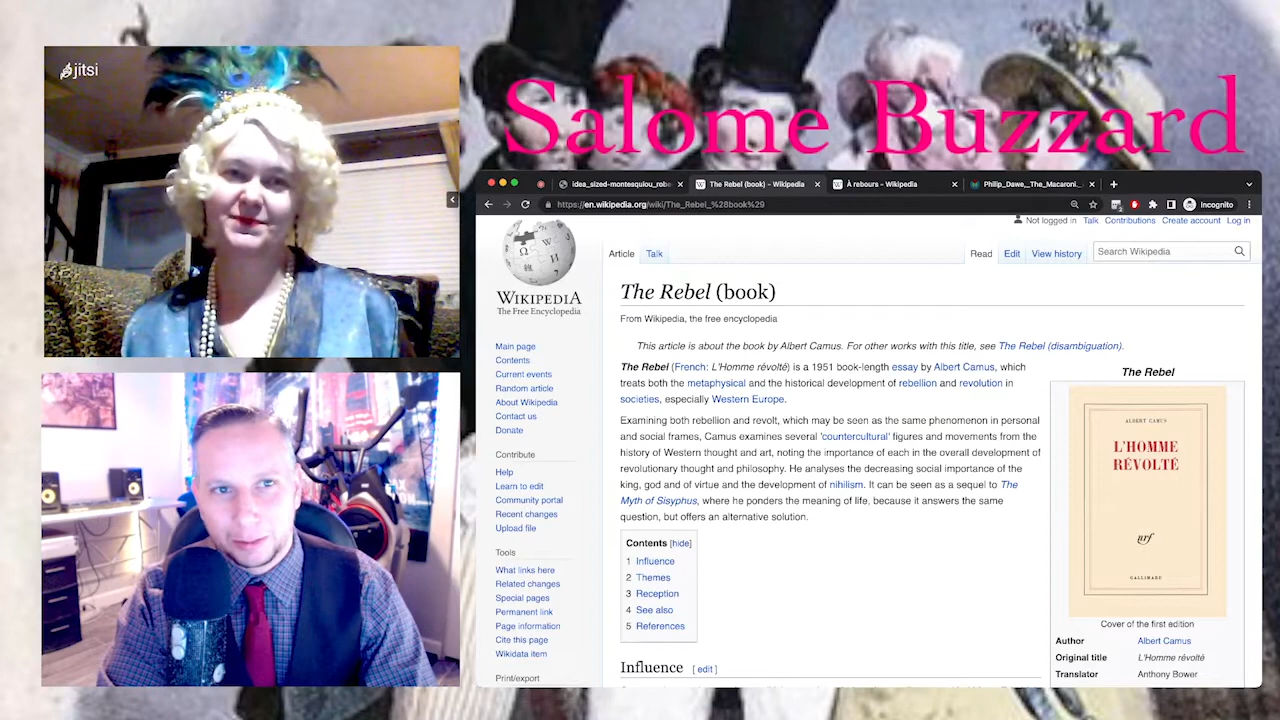 jitsi
Salome Buzzard
idea_sized-montesquiou_robe
The Rebel (book) - Wikipedia
À rebours - Wikipedia
Philip_Dawe,_The_Macaroni._
https://en.wikipedia.org/wiki/The_Rebel_%28book%29
Incognito
Not logged in Talk Contributions Create account Log in
Article Talk
Read Edit View history
Search Wikipedia
WIKIPEDIA
The Free Encyclopedia
Main page
Contents
Current events
Random article
About Wikipedia
Contact us
Donate
Contribute
Help
Learn to edit
Community portal
Recent changes
Upload file
Tools
What links here
Related changes
Special pages
Permanent link
Page information
Cite this page
Wikidata item
Print/export
The Rebel (book)
From Wikipedia, the free encyclopedia
This article is about the book by Albert Camus. For other works with this title, see The Rebel (disambiguation).
The Rebel (French: L'Homme révolté) is a 1951 book-length essay by Albert Camus, which
treats both the metaphysical and the historical development of rebellion and revolution in
societies, especially Western Europe.
Examining both rebellion and revolt, which may be seen as the same phenomenon in personal
and social frames, Camus examines several 'countercultural' figures and movements from the
history of Western thought and art, noting the importance of each in the overall development of
revolutionary thought and philosophy. He analyses the decreasing social importance of the
king, god and of virtue and the development of nihilism. It can be seen as a sequel to The
Myth of Sisyphus, where he ponders the meaning of life, because it answers the same
question, but offers an alternative solution.
Contents [hide]
1 Influence
2 Themes
3 Reception
4 See also
5 References
Influence [ edit ]
The Rebel
ALBERT CAMUS
L'HOMME
RÉVOLTÉ
nrf
GALLIMARD
Cover of the first edition
Author Albert Camus
Original title L'Homme révolté
Translator Anthony Bower